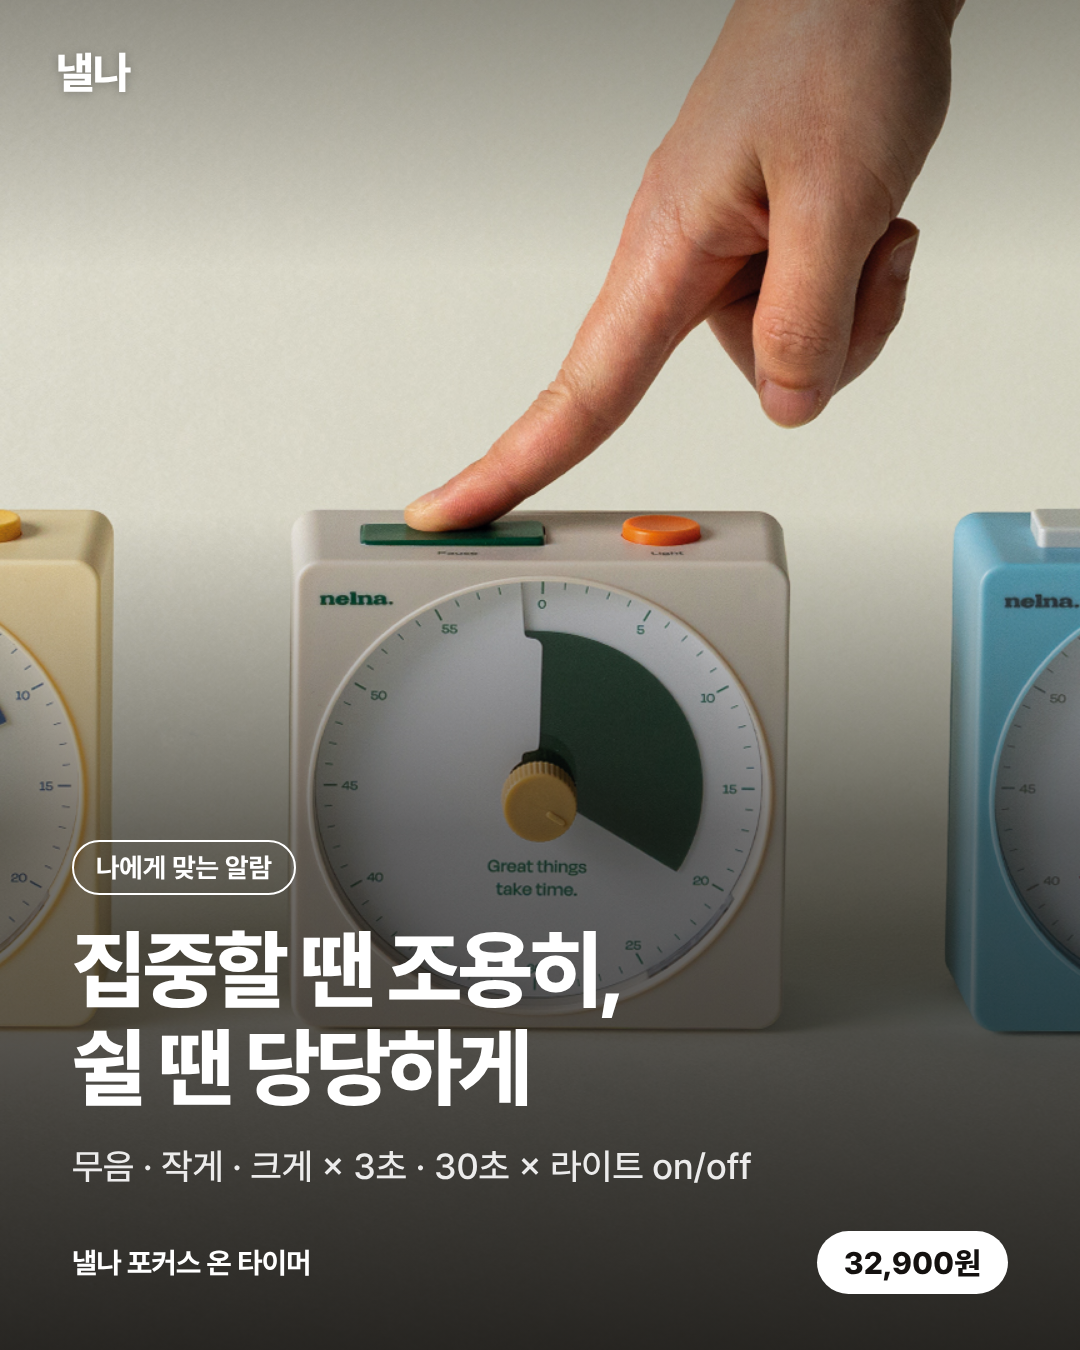 낼나
Pause
Light
nelna.
nelna.
0
5
10
15
20
25
40
45
50
55
Great things
take time.
10
15
20
50
45
40
나에게 맞는 알람
집중할 땐 조용히,
쉴 땐 당당하게
무음 · 작게 · 크게 × 3초 · 30초 × 라이트 on/off
낼나 포커스 온 타이머
32,900원